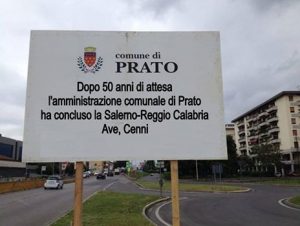 comune di
PRATO
Dopo 50 anni di attesa
l'amministrazione comunale di Prato
ha concluso la Salerno-Reggio Calabria
Ave, Cenni